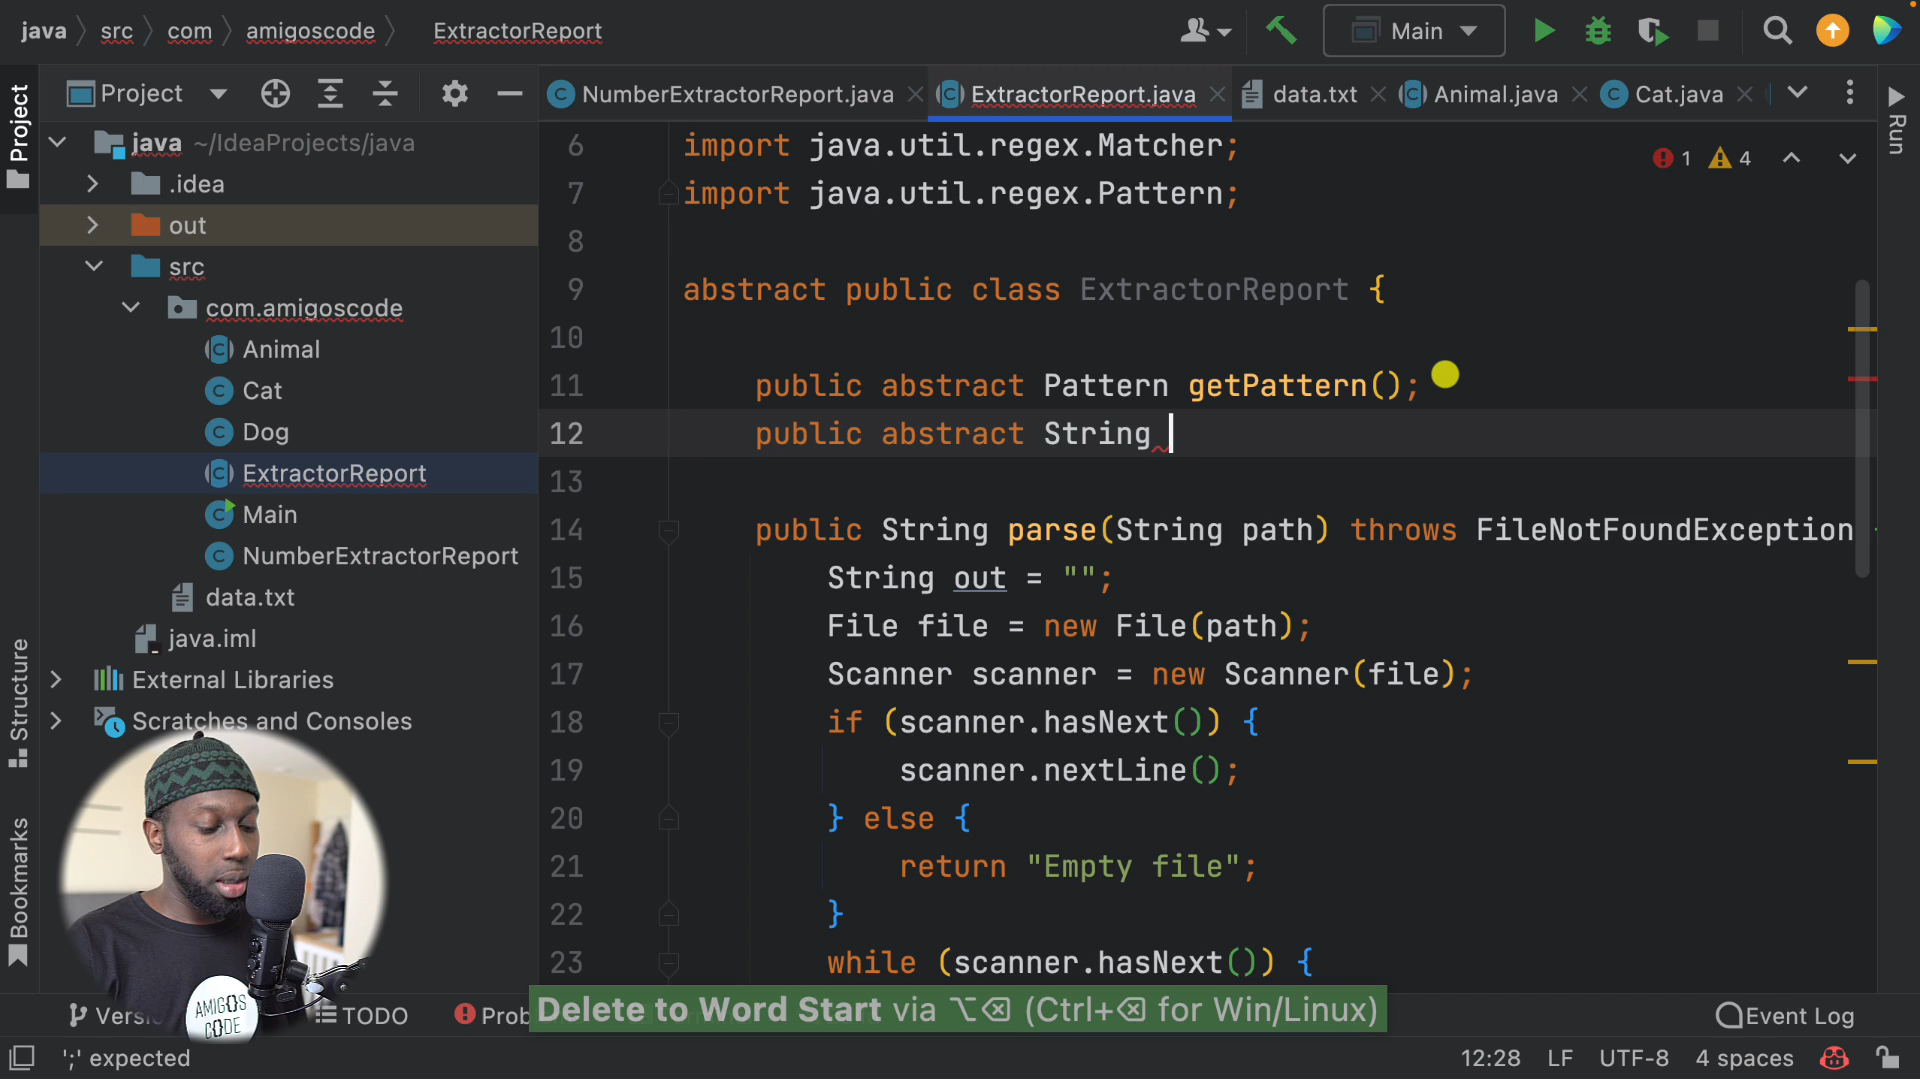 java src com amigoscode ExtractorReport
Main
Project
NumberExtractorReport.java ExtractorReport.java data.txt Animal.java Cat.java
Project
Run
java ~/IdeaProjects/java
.idea
out
src
com.amigoscode
Animal
Cat
Dog
ExtractorReport
Main
NumberExtractorReport
data.txt
java.iml
External Libraries
Scratches and Consoles
Structure
Bookmarks
1 4
6 import java.util.regex.Matcher;
7 import java.util.regex.Pattern;
8
9 abstract public class ExtractorReport {
10
11 public abstract Pattern getPattern();
12 public abstract String
13
14 public String parse(String path) throws FileNotFoundException
15 String out = "";
16 File file = new File(path);
17 Scanner scanner = new Scanner(file);
18 if (scanner.hasNext()) {
19 scanner.nextLine();
20 } else {
21 return "Empty file";
22 }
23 while (scanner.hasNext()) {
AMIGOS
CODE
Versi TODO Prob
Delete to Word Start via ⌥⌫ (Ctrl+⌫ for Win/Linux)
Event Log
';' expected
12:28 LF UTF-8 4 spaces